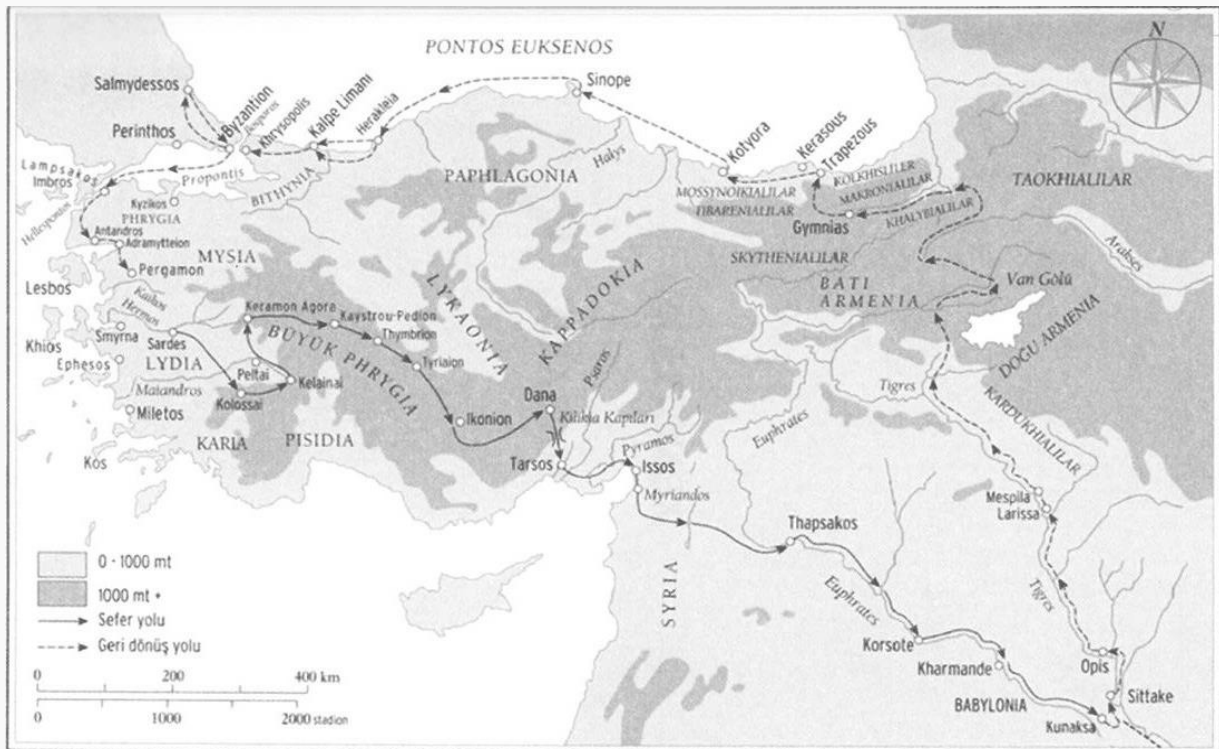 PONTOS EUKSENOS
N
Salmydessos
Byzantion
Bosporos
Khrysopolis
Kalpe Limani
Herakleia
Sinope
Perinthos
Kotyora
Kerasous
Trapezous
Lampsakos
Imbros
Propontis
BITHYNIA
PAPHLAGONIA
Halys
KOLKHISLILER
MAKRONIALILAR
TAOKHIALILAR
MOSSYNOIKIALILAR
TIBARENIALILAR
Hellespontos
Kyzikos
PHRYGIA
Gymnias
KHALYBIALILAR
Antandros
Adramytteion
MYSIA
SKYTHENIALILAR
Arakses
Pergamon
LYKAONIA
KAPPADOKIA
BATI
ARMENIA
Van Gölü
Lesbos
Kaikos
Hermos
Keramon Agore
Kaystrou-Pedion
Smyrna
Sardes
BÜYÜK PHRYGIA
Thymbrion
DOĞU ARMENIA
Khios
Ephesos
LYDIA
Peltai
Tyriaion
Psaros
Tigres
Maiandros
Kelainai
Kolossai
Dana
KARDUKHIALILAR
Miletos
Ikonion
Kilikia Kapıları
KARIA
PISIDIA
Pyramos
Euphrates
Kos
Tarsos
Issos
Myriandos
Mespila
Larissa
Thapsakos
0 - 1000 mt
SYRIA
Euphrates
Tigres
1000 mt +
Sefer yolu
Geri dönüş yolu
Korsote
Opis
Kharmande
0 200 400 km
BABYLONIA
Sittake
0 1000 2000 stadion
Kunaksa